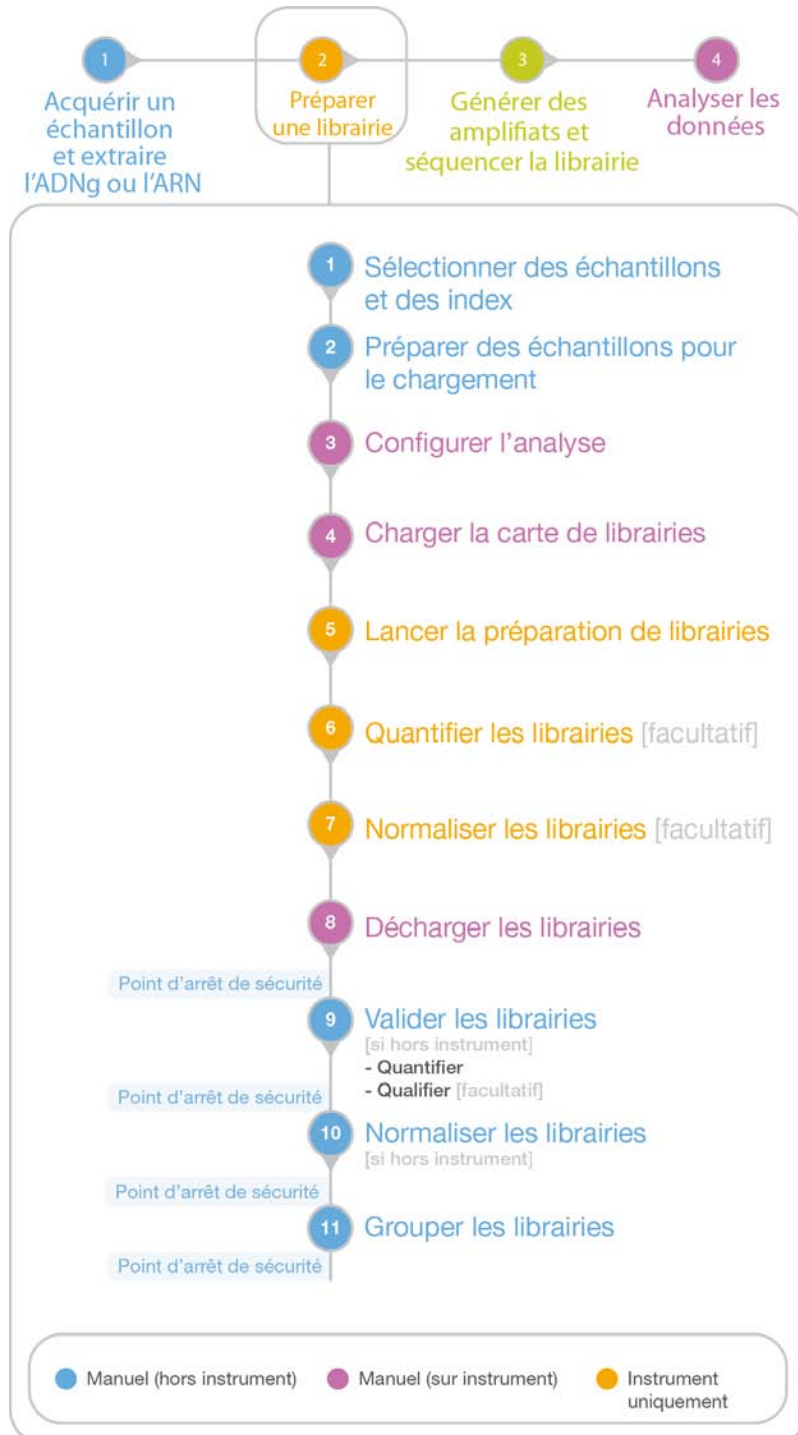 1
Acquérir un
échantillon
et extraire
l'ADNg ou l'ARN
2
Préparer
une librairie
3
Générer des
amplifiats et
séquencer la librairie
4
Analyser les
données
1
Sélectionner des échantillons
et des index
2
Préparer des échantillons pour
le chargement
3
Configurer l'analyse
4
Charger la carte de librairies
5
Lancer la préparation de librairies
6
Quantifier les librairies [facultatif]
7
Normaliser les librairies [facultatif]
8
Décharger les librairies
Point d'arrêt de sécurité
9
Valider les librairies
[si hors instrument]
- Quantifier
- Qualifier [facultatif]
Point d'arrêt de sécurité
10
Normaliser les librairies
[si hors instrument]
Point d'arrêt de sécurité
11
Grouper les librairies
Point d'arrêt de sécurité
Manuel (hors instrument)
Manuel (sur instrument)
Instrument
uniquement